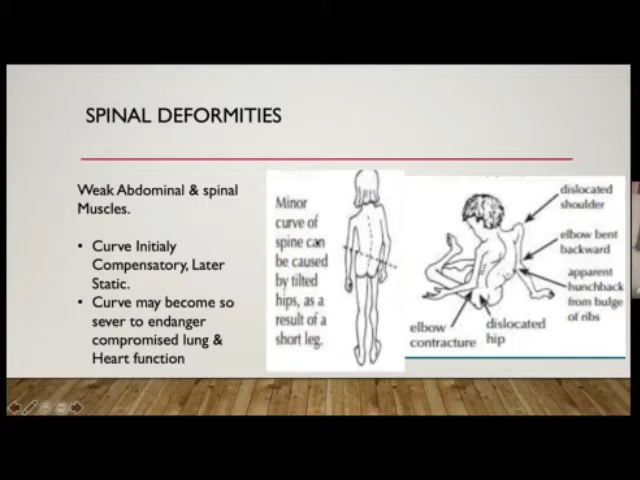 SPINAL DEFORMITIES
Weak Abdominal & spinal
Muscles.
• Curve Initialy
Compensatory, Later
Static.
• Curve may become so
sever to endanger
compromised lung &
Heart function
Minor
curve of
spine can
be caused
by tilted
hips, as a
result of a
short leg.
dislocated
shoulder
elbow bent
backward
apparent
hunchback
from bulge
of ribs
elbow
contracture
dislocated
hip